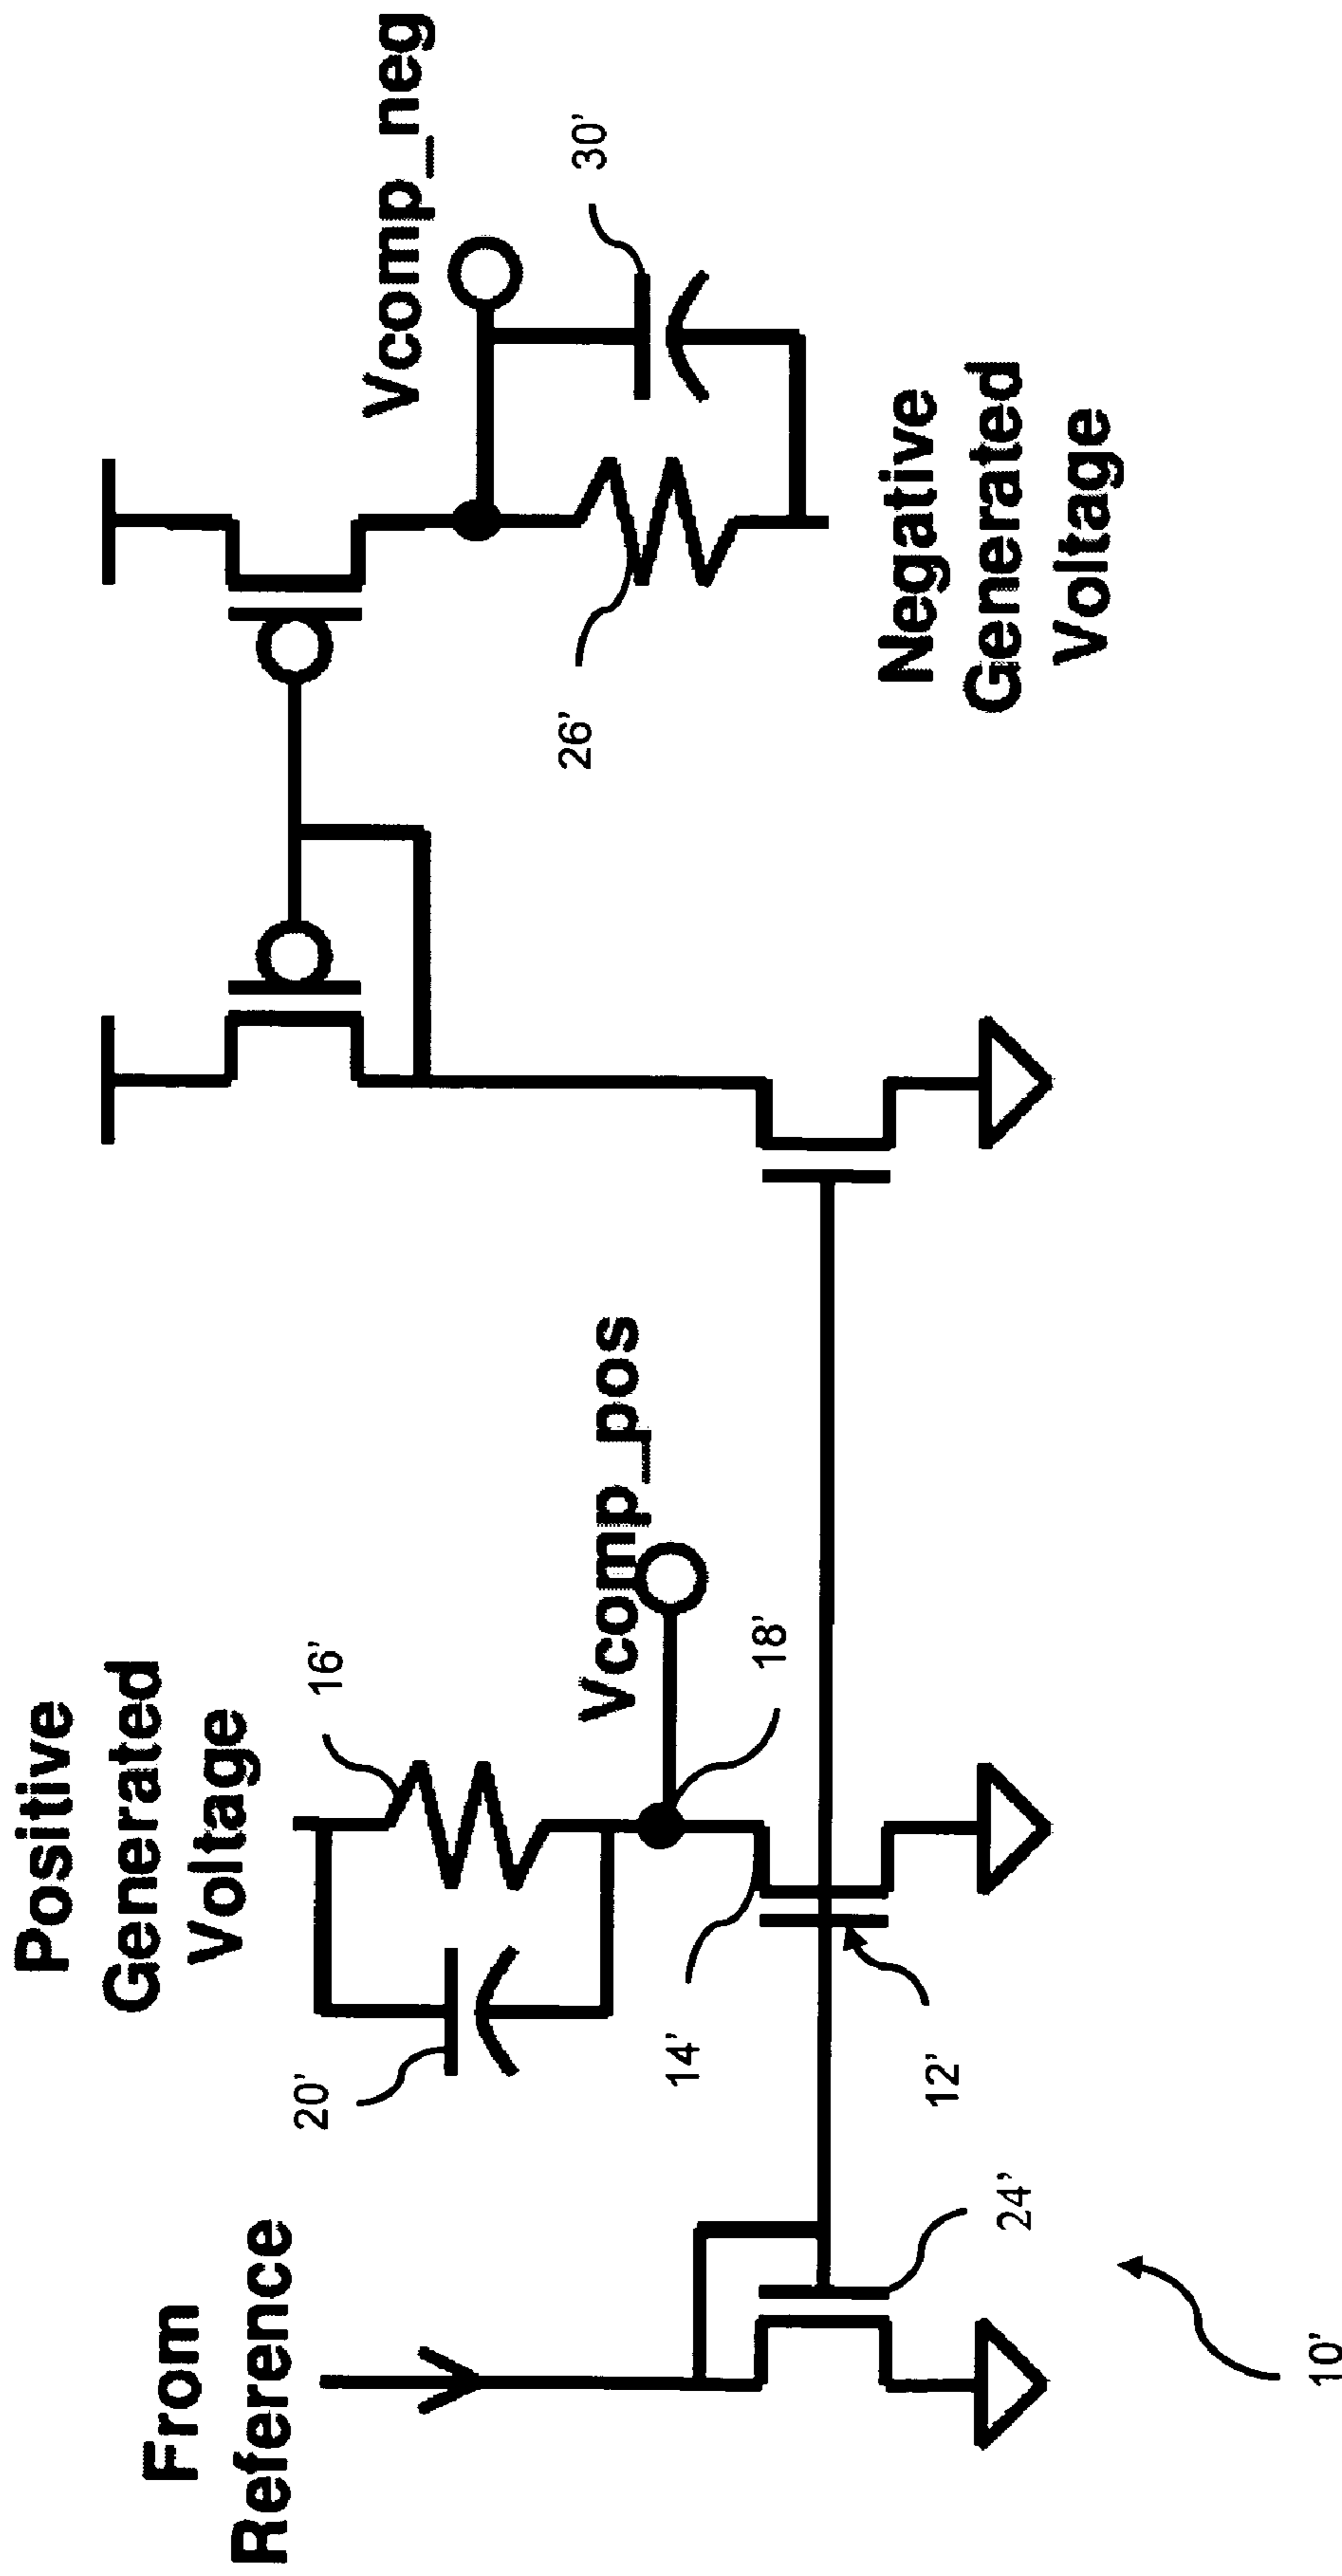 From
Reference
Positive
Generated
Voltage
20'
16'
Vcomp_pos
18'
14'
12'
24'
10'
Vcomp_neg
30'
26'
Negative
Generated
Voltage